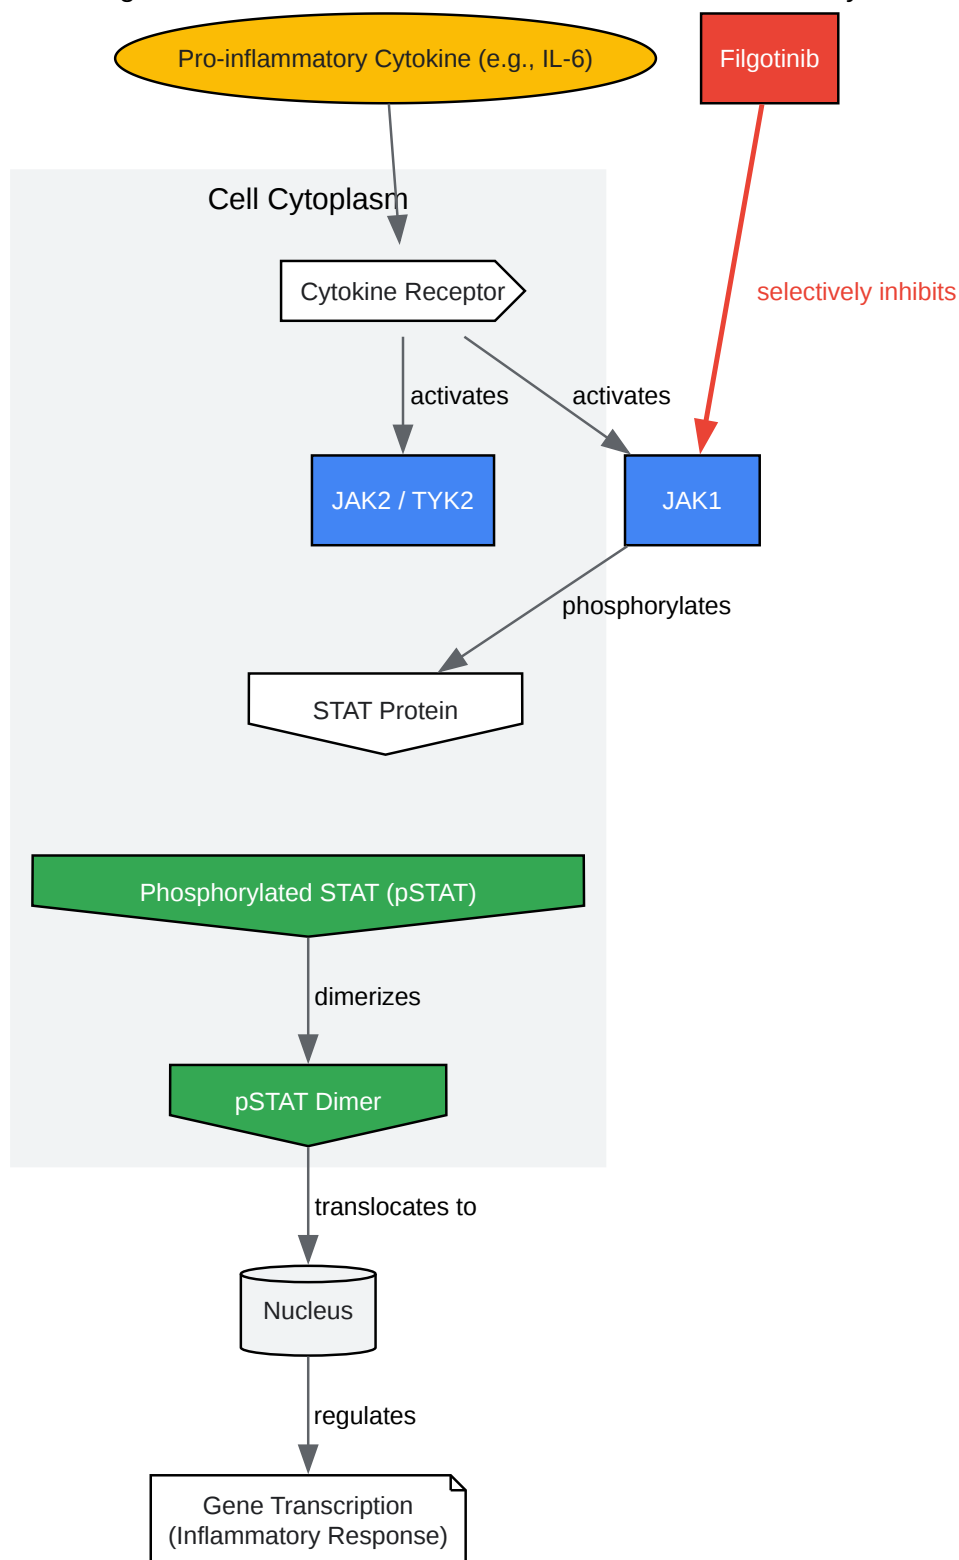 Pro-inflammatory Cytokine (e.g., IL-6)
Filgotinib
Cell Cytoplasm
Cytokine Receptor
selectively inhibits
activates
activates
JAK2 / TYK2
JAK1
phosphorylates
STAT Protein
Phosphorylated STAT (pSTAT)
dimerizes
pSTAT Dimer
translocates to
Nucleus
regulates
Gene Transcription
(Inflammatory Response)